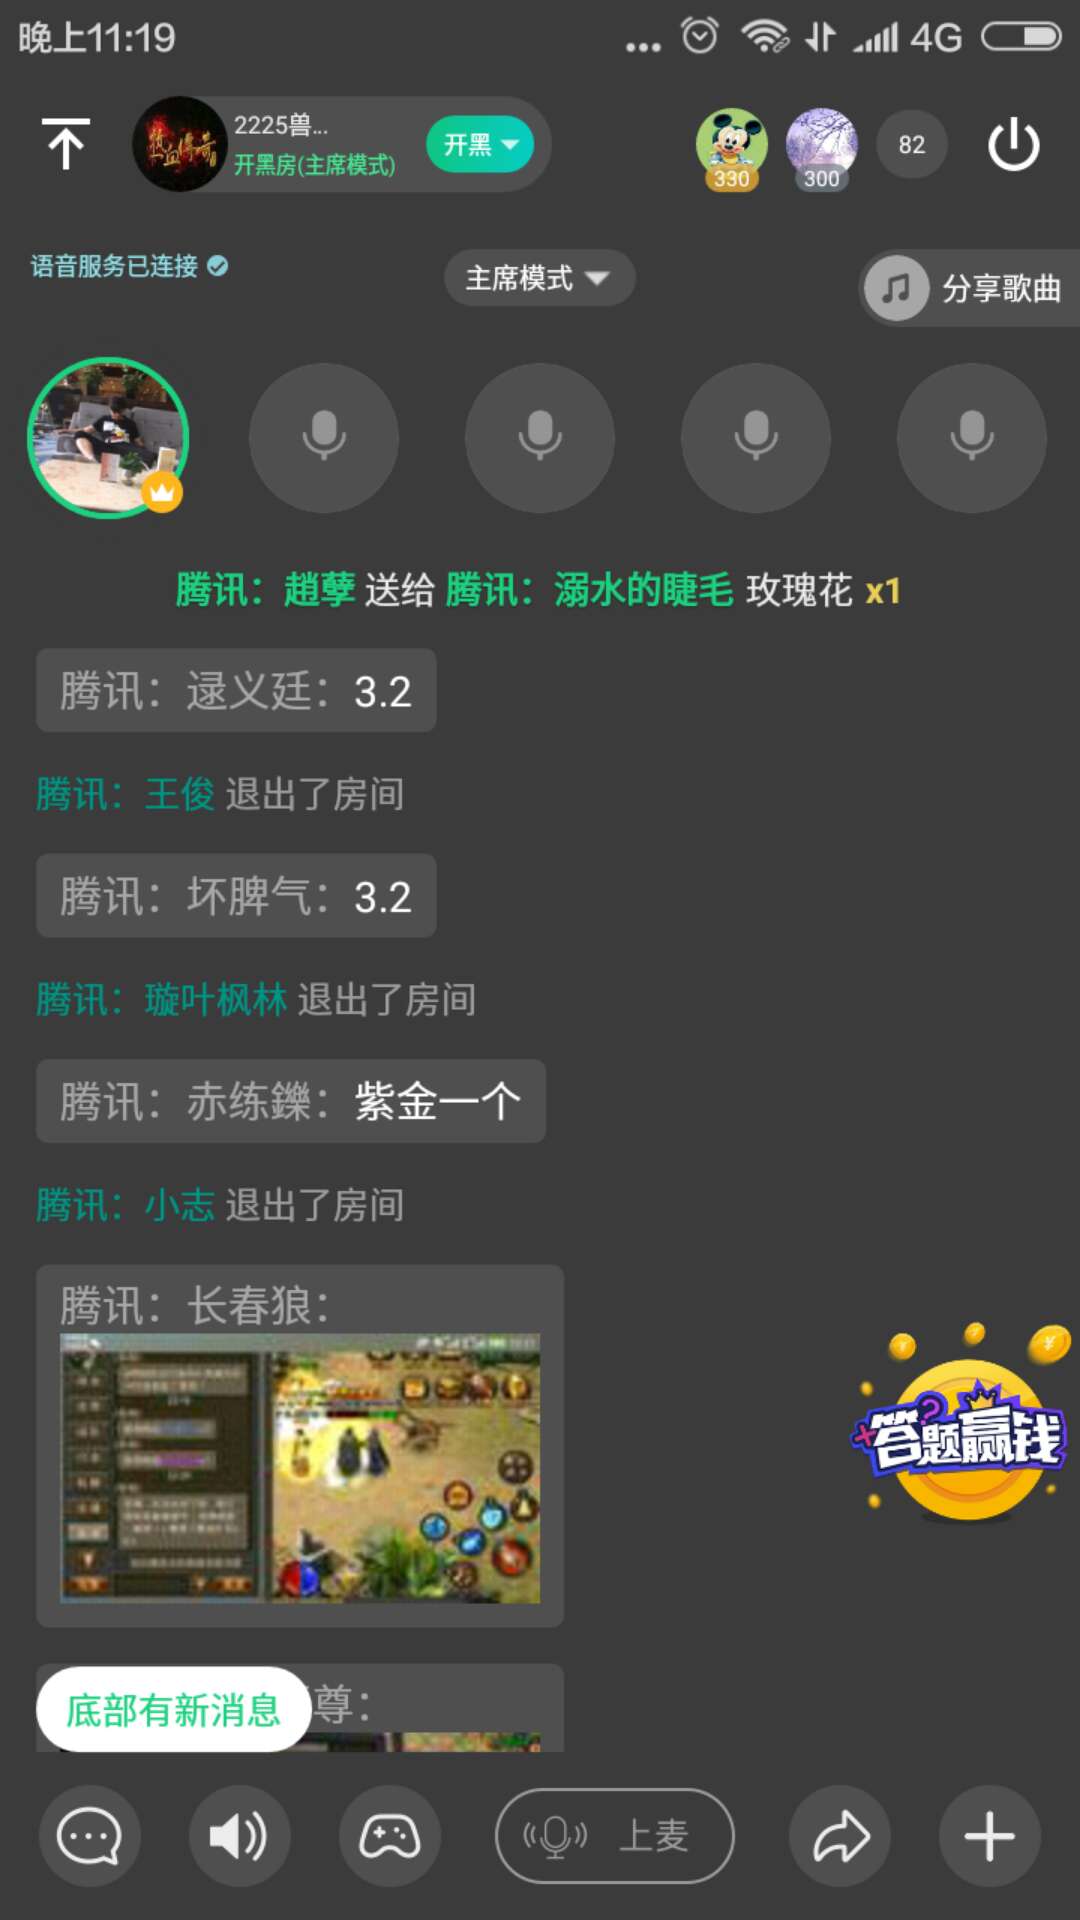 晚上11:19
4G
热血传奇
2225兽...
开黑房(主席模式)
开黑
330
300
82
语音服务已连接
主席模式
分享歌曲
腾讯：趙孽 送给 腾讯：溺水的睫毛 玫瑰花 x1
腾讯：逯义廷：3.2
腾讯：王俊 退出了房间
腾讯：坏脾气：3.2
腾讯：璇叶枫林 退出了房间
腾讯：赤练鑠：紫金一个
腾讯：小志 退出了房间
腾讯：长春狼：
答题赢钱
尊：
底部有新消息
上麦